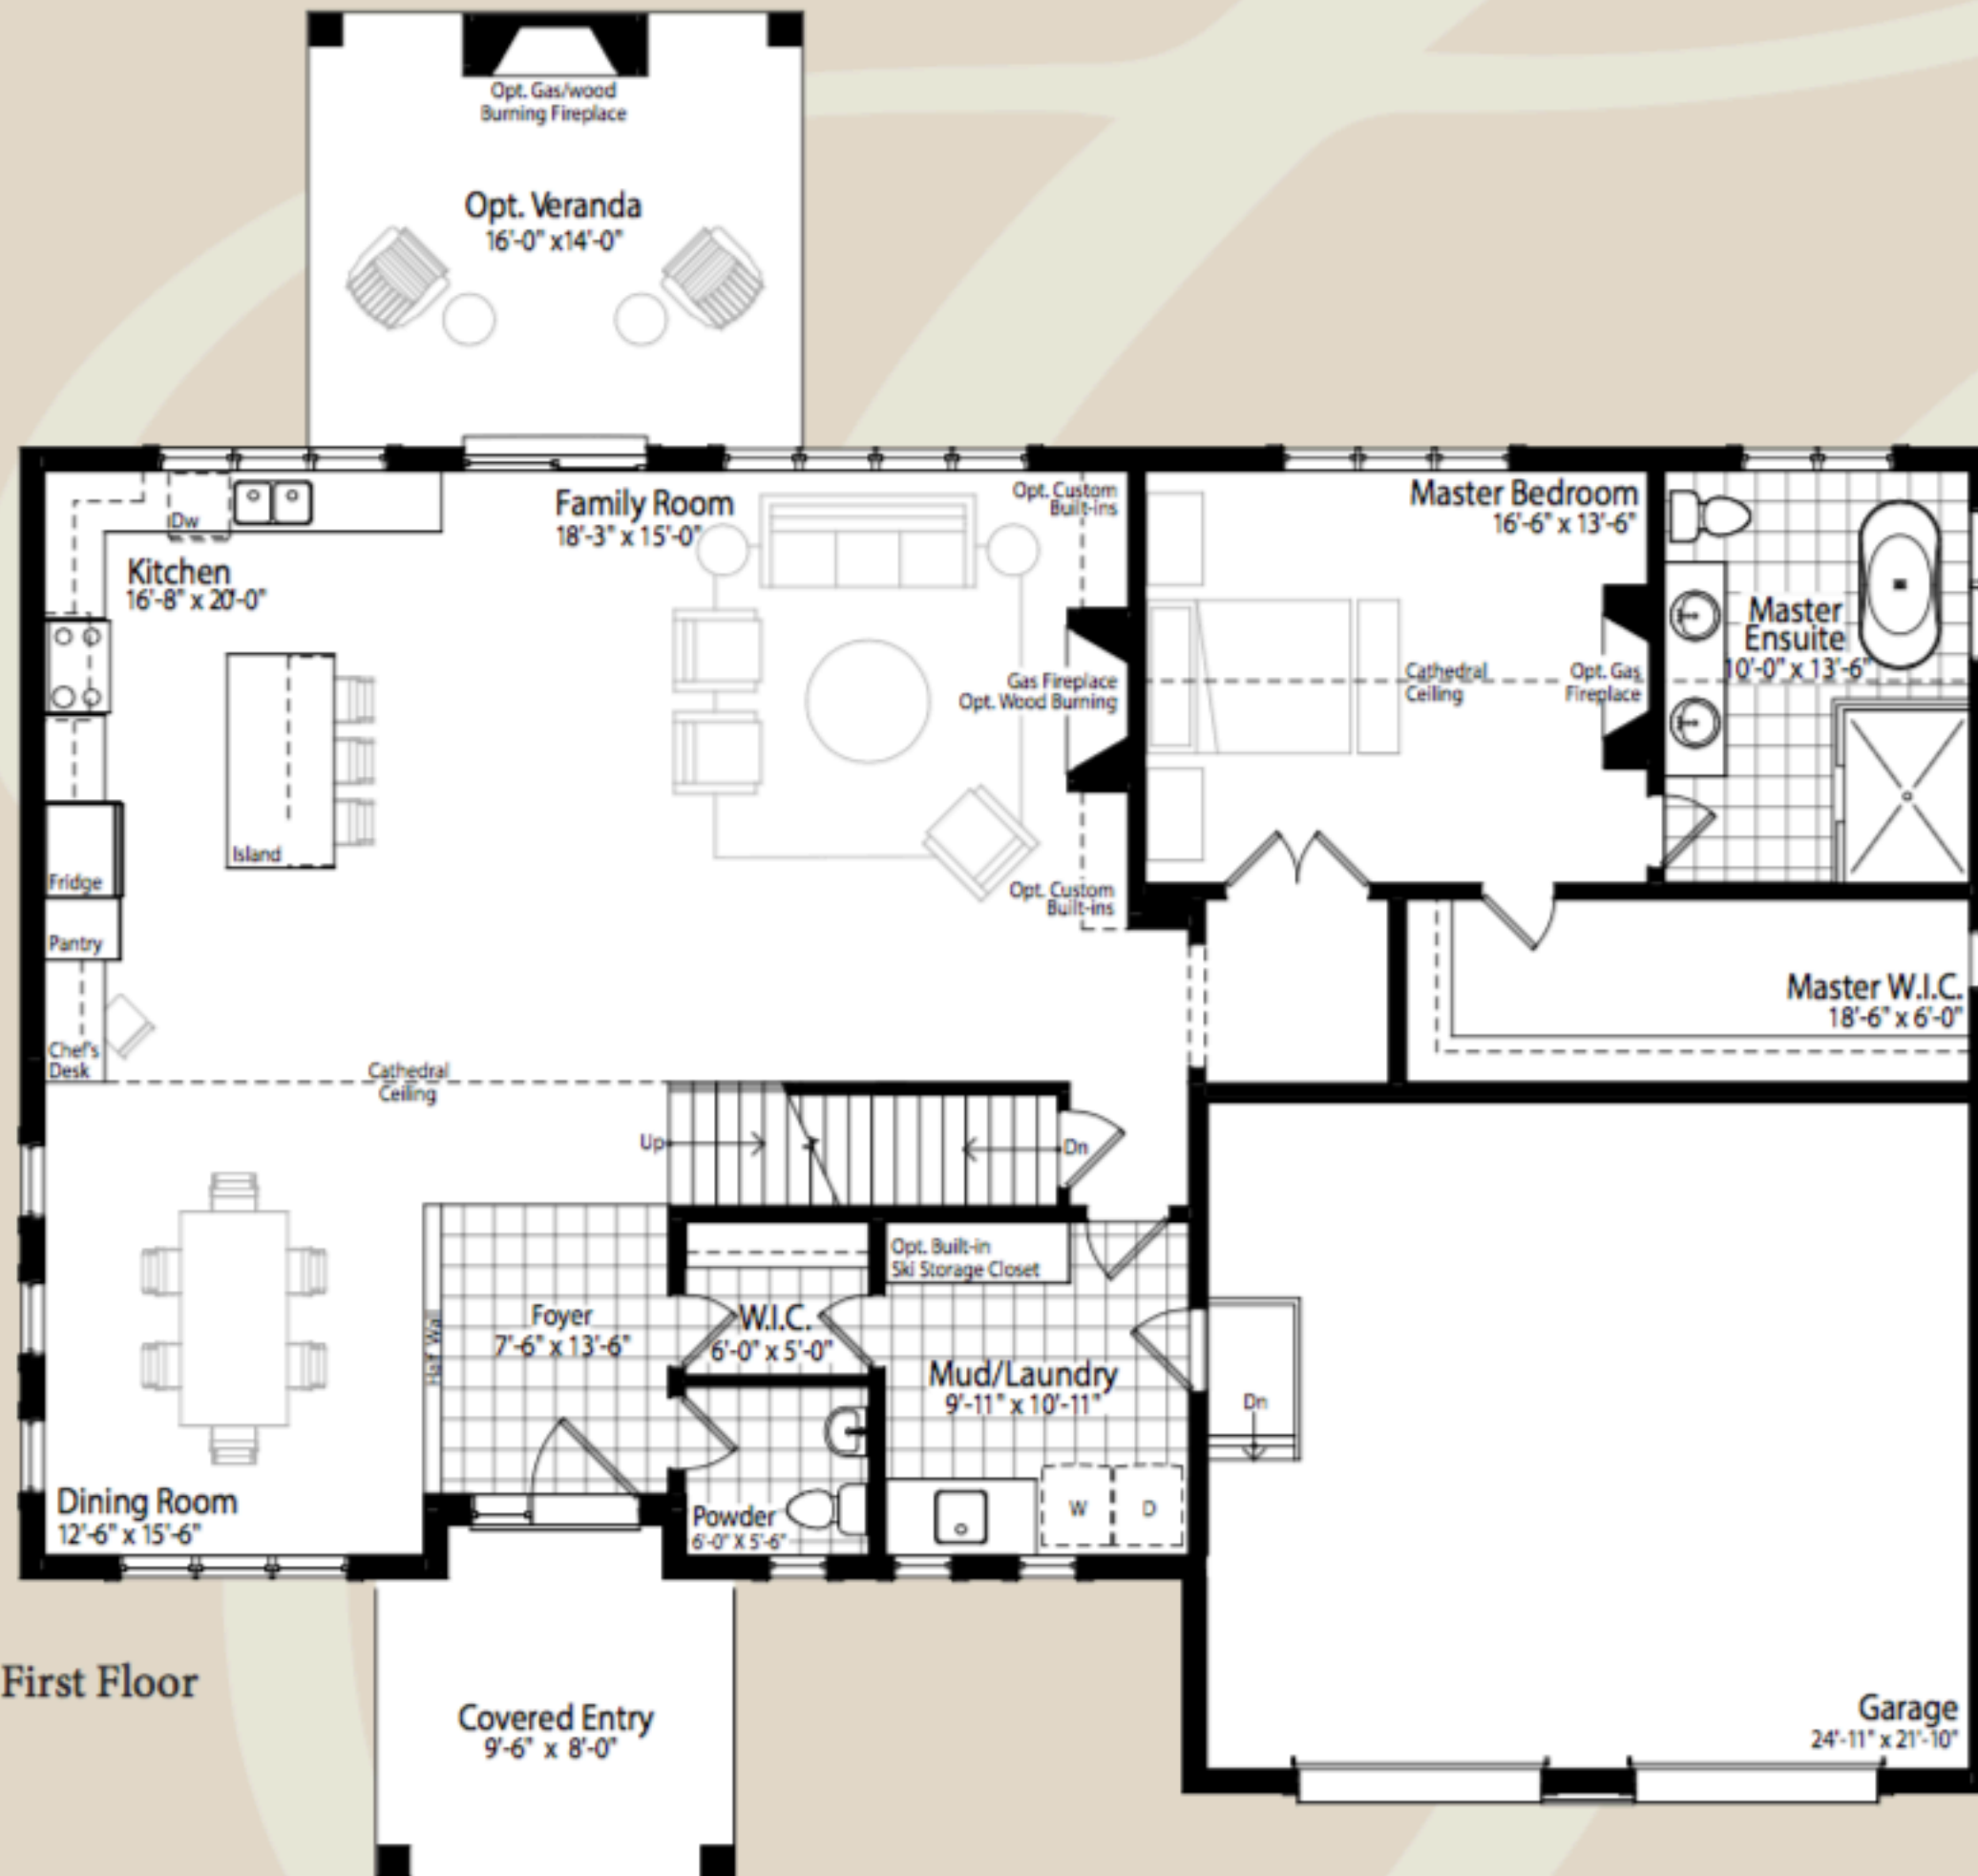 Opt. Gas/wood
Burning Fireplace
Opt. Veranda
16'-0" x14'-0"
Dw
Kitchen
16'-8" x 20'-0"
Family Room
18'-3" x 15'-0"
Opt. Custom
Built-ins
Gas Fireplace
Opt. Wood Burning
Opt. Custom
Built-ins
Master Bedroom
16'-6" x 13'-6"
Cathedral
Ceiling
Opt. Gas
Fireplace
Master
Ensuite
10'-0" x 13'-6"
Island
Fridge
Pantry
Chef's
Desk
Master W.I.C.
18'-6" x 6'-0"
Cathedral
Ceiling
Up
Dn
Opt. Built-in
Ski Storage Closet
Half Wall
Foyer
7'-6" x 13'-6"
W.I.C.
6'-0" x 5'-0"
Mud/Laundry
9'-11" x 10'-11"
Dn
Dining Room
12'-6" x 15'-6"
Powder
6'-0" X 5'-6"
W
D
First Floor
Covered Entry
9'-6" x 8'-0"
Garage
24'-11" x 21'-10"